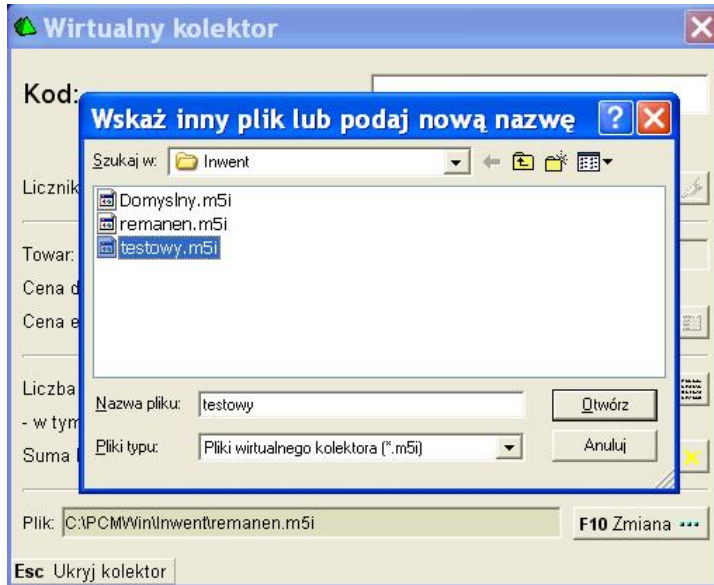 Wirtualny kolektor
Kod:
Wskaż inny plik lub podaj nową nazwę
Szukaj w: Inwent
Licznik
Domyslny.m5i
remanen.m5i
testowy.m5i
Towar:
Cena d
Cena e
Liczba
Nazwa pliku: testowy Otwórz
- w tym
Pliki typu: Pliki wirtualnego kolektora (*.m5i) Anuluj
Suma
Plik: C:\PCMWin\Inwent\remanen.m5i F10 Zmiana ...
Esc Ukryj kolektor